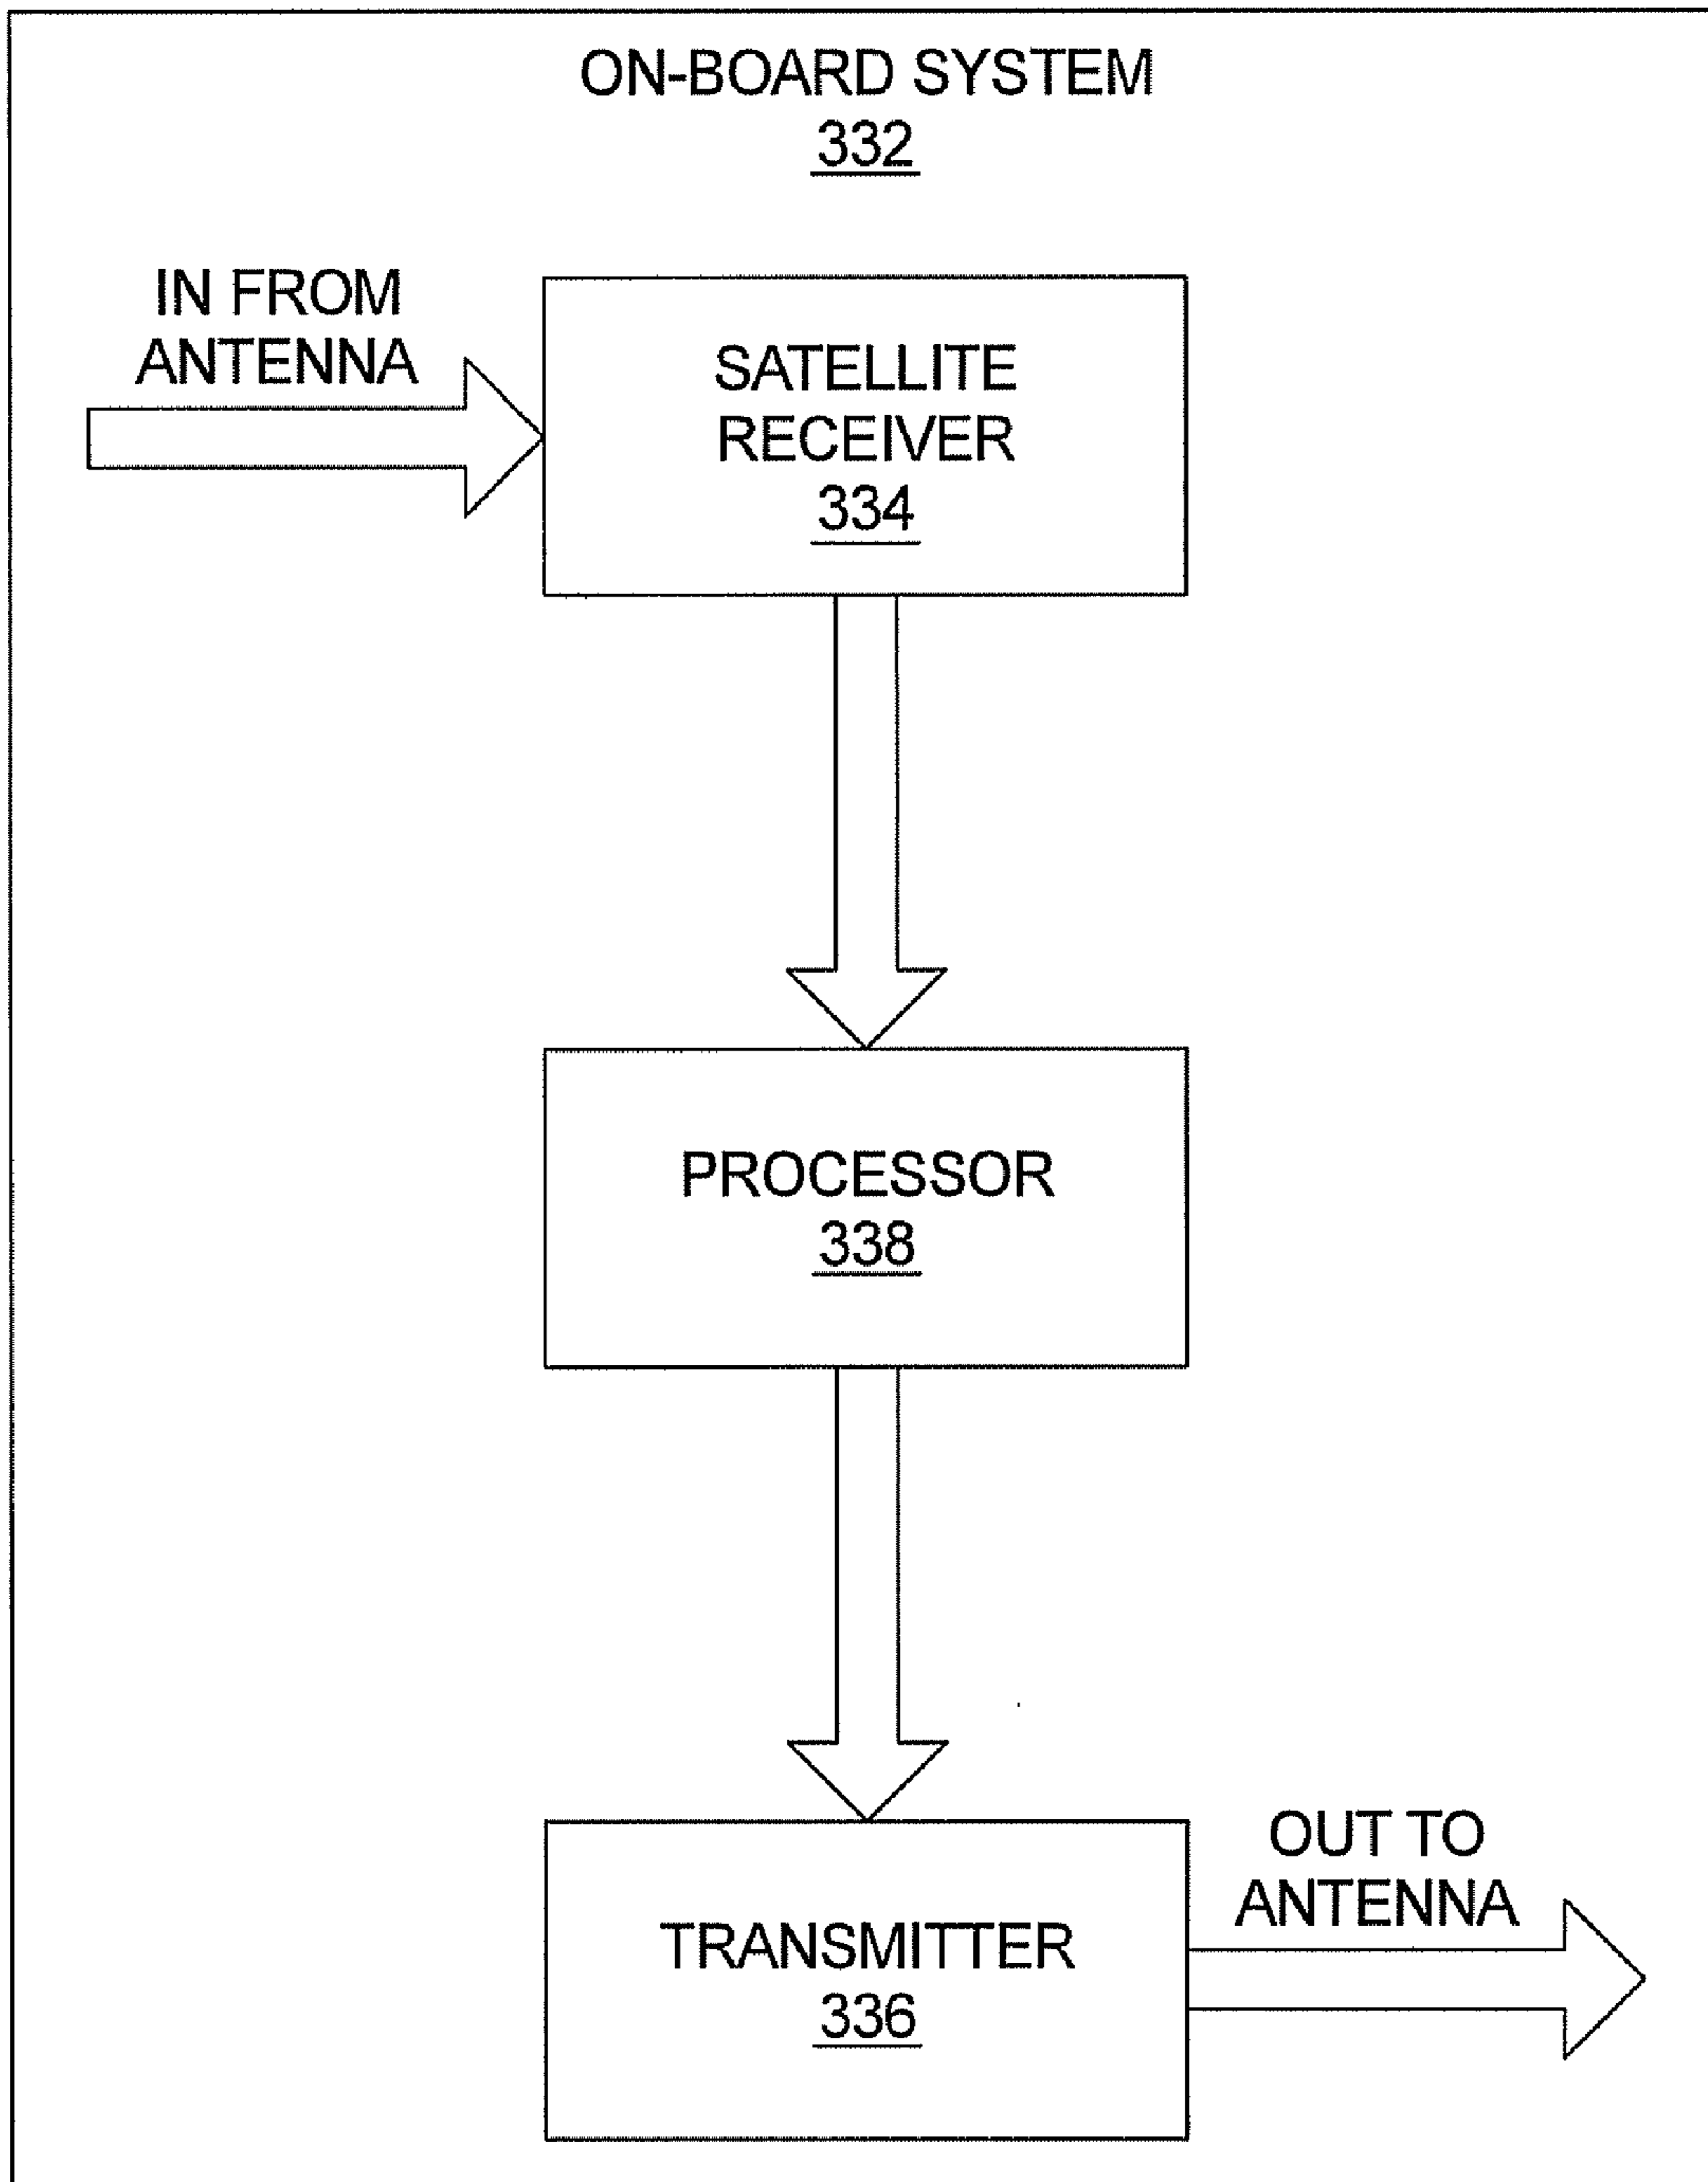 ON-BOARD SYSTEM
332
IN FROM
ANTENNA
SATELLITE
RECEIVER
334
PROCESSOR
338
OUT TO
ANTENNA
TRANSMITTER
336